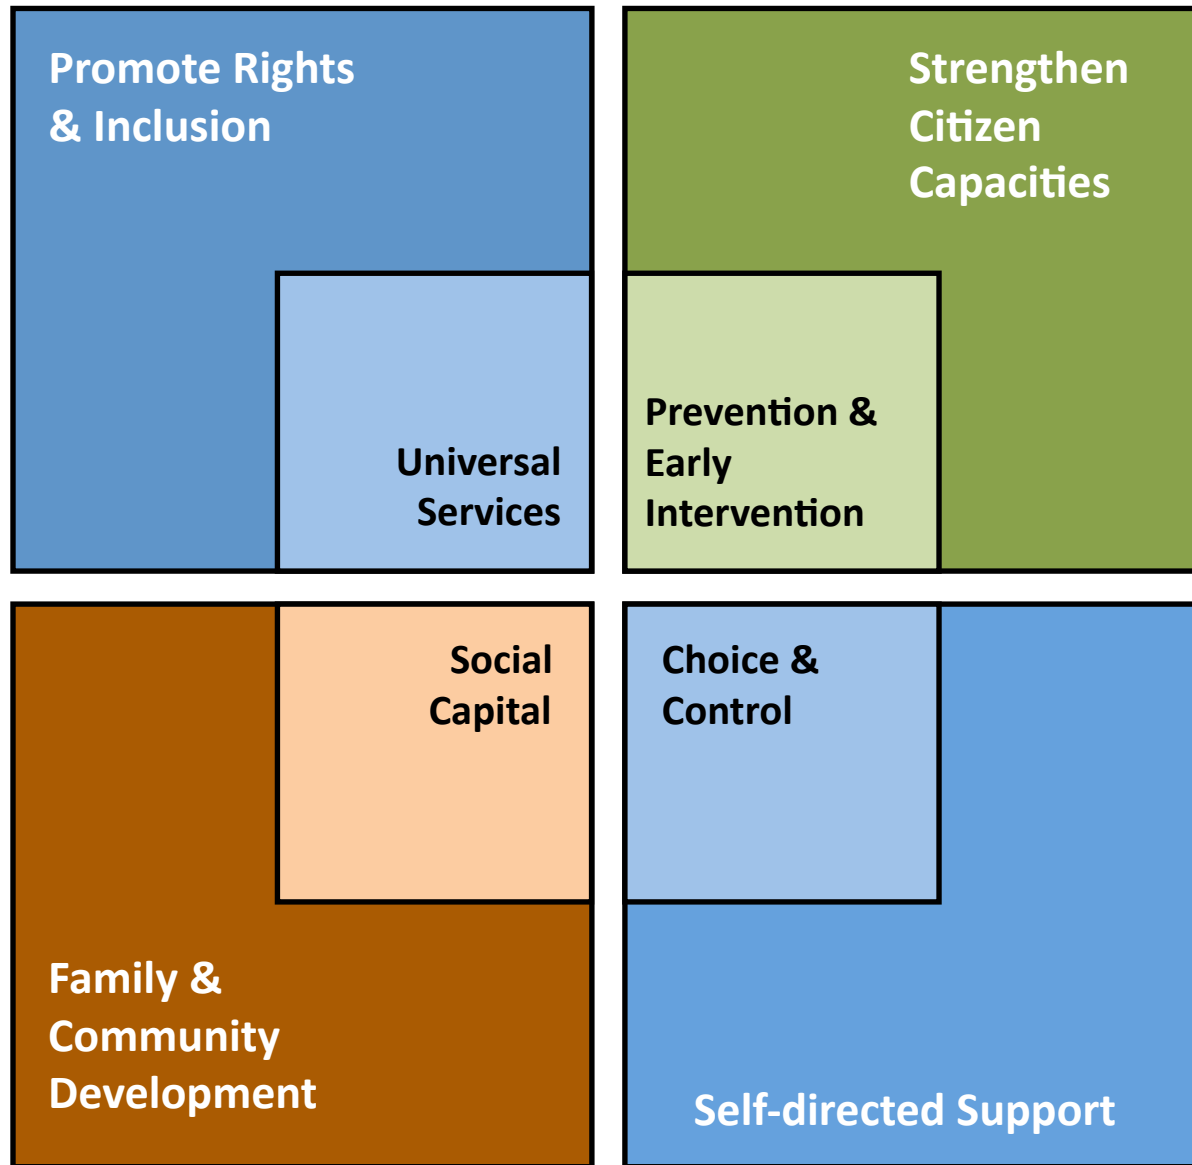 Promote Rights
& Inclusion
Universal
Services
Strengthen
Citizen
Capacities
Prevention &
Early
Intervention
Social
Capital
Family &
Community
Development
Choice &
Control
Self-directed Support